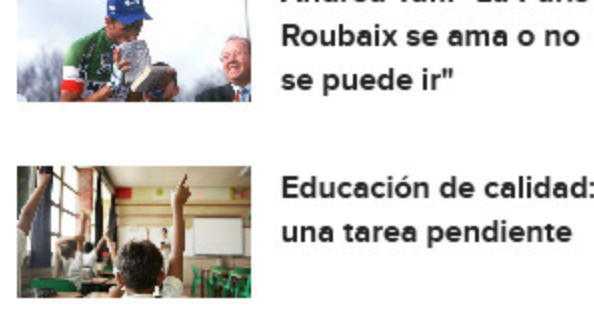 Roubaix se ama o no
se puede ir"
Educación de calidad:
una tarea pendiente